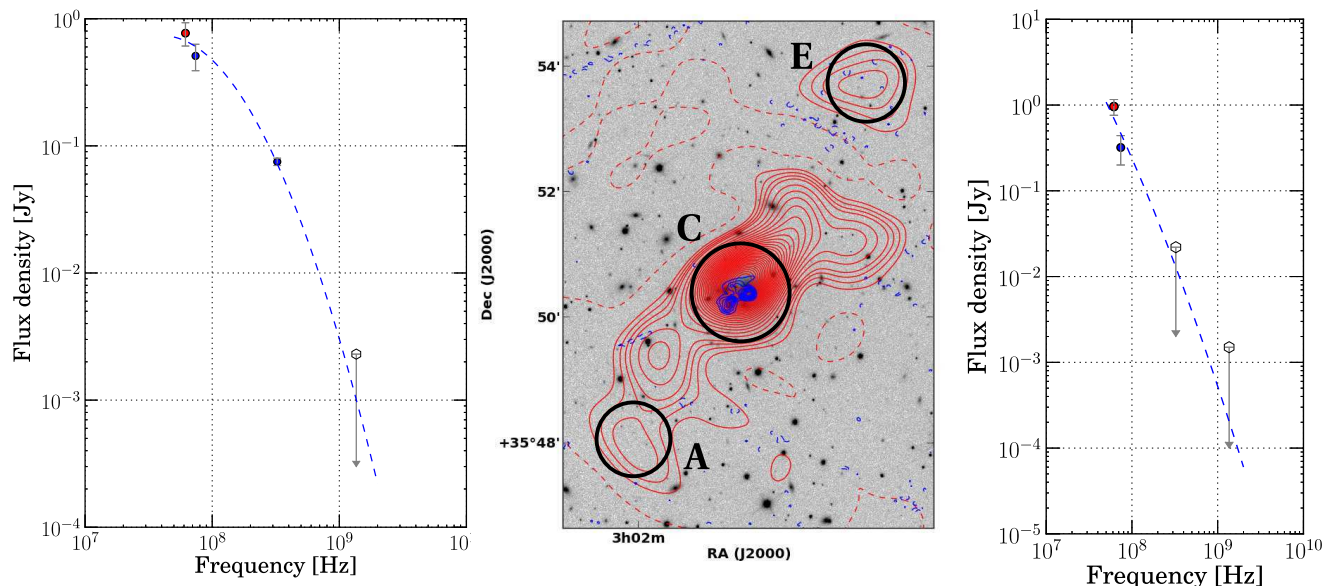 Flux density [Jy]
10^0
10^-1
10^-2
10^-3
10^-4
10^7
10^8
10^9
10
Frequency [Hz]
Dec (J2000)
54'
52'
50'
+35°48'
3h02m
RA (J2000)
E
C
A
Flux density [Jy]
10^1
10^0
10^-1
10^-2
10^-3
10^-4
10^-5
10^7
10^8
10^9
10^10
Frequency [Hz]